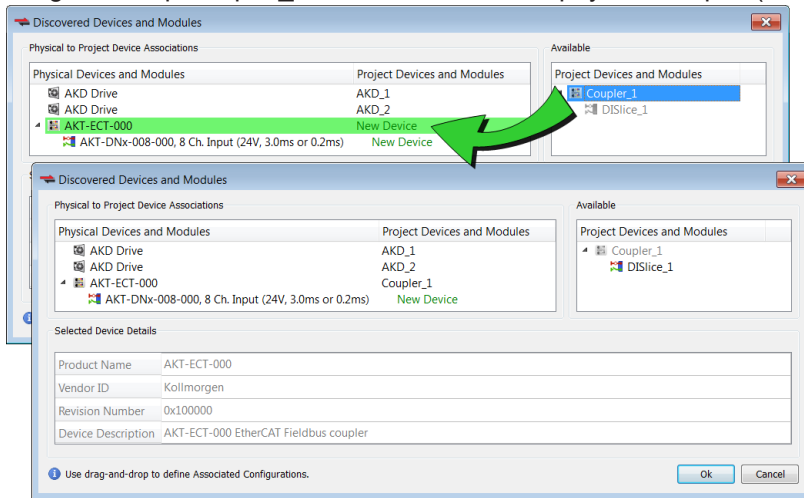 Discovered Devices and Modules
Physical to Project Device Associations
Available
Physical Devices and Modules Project Devices and Modules
Project Devices and Modules
AKD Drive AKD_1
Coupler_1
AKD Drive AKD_2
DISlice_1
AKT-ECT-000 New Device
AKT-DNx-008-000, 8 Ch. Input (24V, 3.0ms or 0.2ms) New Device
Discovered Devices and Modules
Physical to Project Device Associations
Available
Physical Devices and Modules Project Devices and Modules
Project Devices and Modules
AKD Drive AKD_1
Coupler_1
AKD Drive AKD_2
DISlice_1
AKT-ECT-000 Coupler_1
AKT-DNx-008-000, 8 Ch. Input (24V, 3.0ms or 0.2ms) New Device
Selected Device Details
Product Name AKT-ECT-000
Vendor ID Kollmorgen
Revision Number 0x100000
Device Description AKT-ECT-000 EtherCAT Fieldbus coupler
Use drag-and-drop to define Associated Configurations.
Ok Cancel